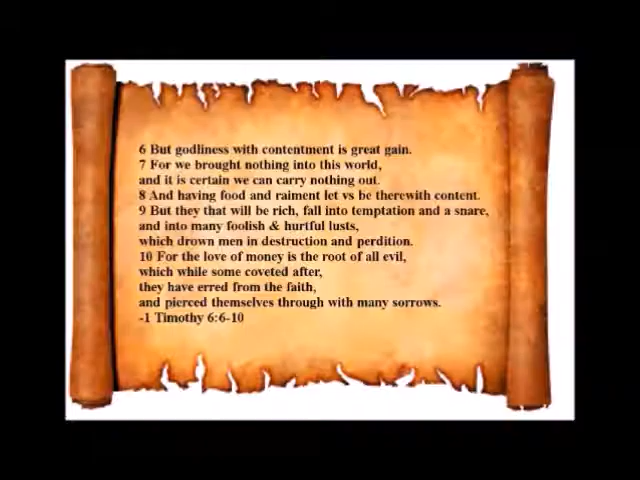 6 But godliness with contentment is great gain.
7 For we brought nothing into this world,
and it is certain we can carry nothing out.
8 And having food and raiment let vs be therewith content.
9 But they that will be rich, fall into temptation and a snare,
and into many foolish & hurtful lusts,
which drown men in destruction and perdition.
10 For the love of money is the root of all evil,
which while some coveted after,
they have erred from the faith,
and pierced themselves through with many sorrows.
-1 Timothy 6:6-10